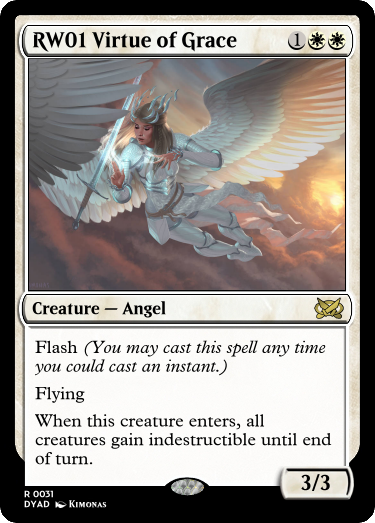 RW01 Virtue of Grace 1
Creature — Angel
Flash (You may cast this spell any time
you could cast an instant.)
Flying
When this creature enters, all
creatures gain indestructible until end
of turn.
3/3
R 0031
DYAD KIMONAS